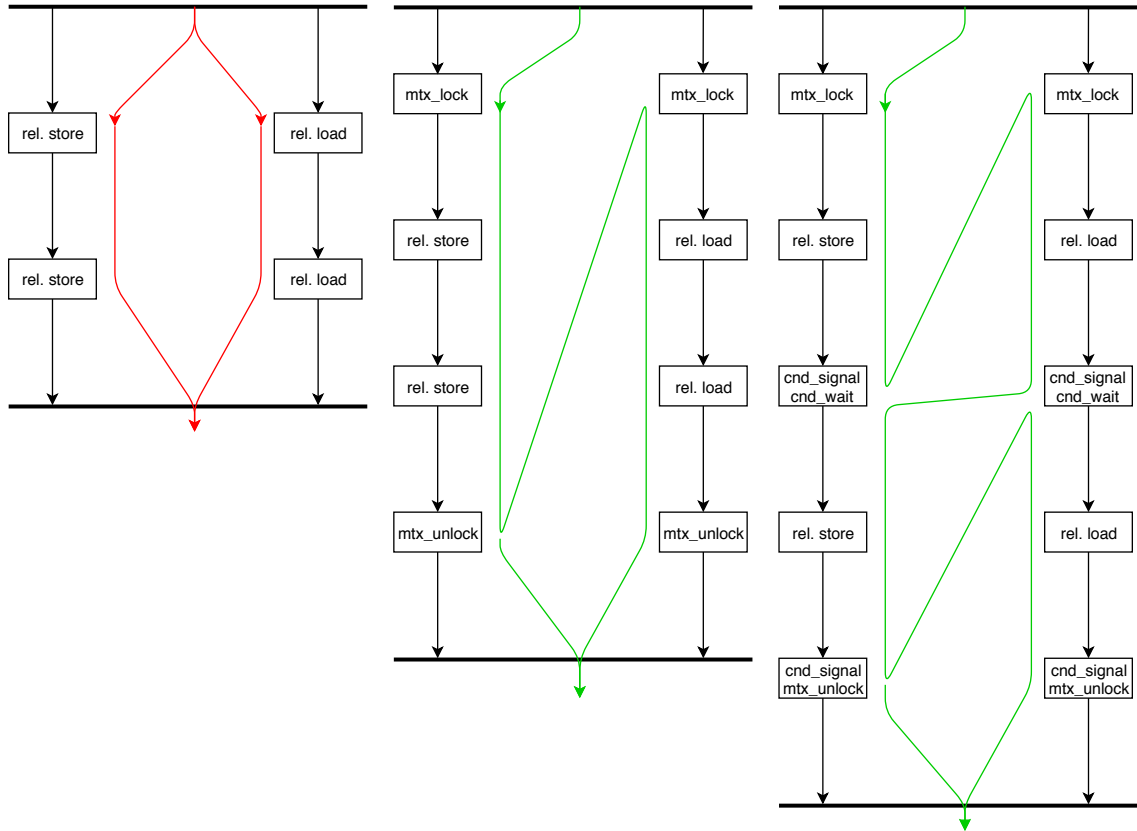 rel. store
rel. store
rel. load
rel. load
mtx_lock
rel. store
rel. store
mtx_unlock
mtx_lock
rel. load
rel. load
mtx_unlock
mtx_lock
rel. store
cnd_signal
cnd_wait
rel. store
cnd_signal
mtx_unlock
mtx_lock
rel. load
cnd_signal
cnd_wait
rel. load
cnd_signal
mtx_unlock